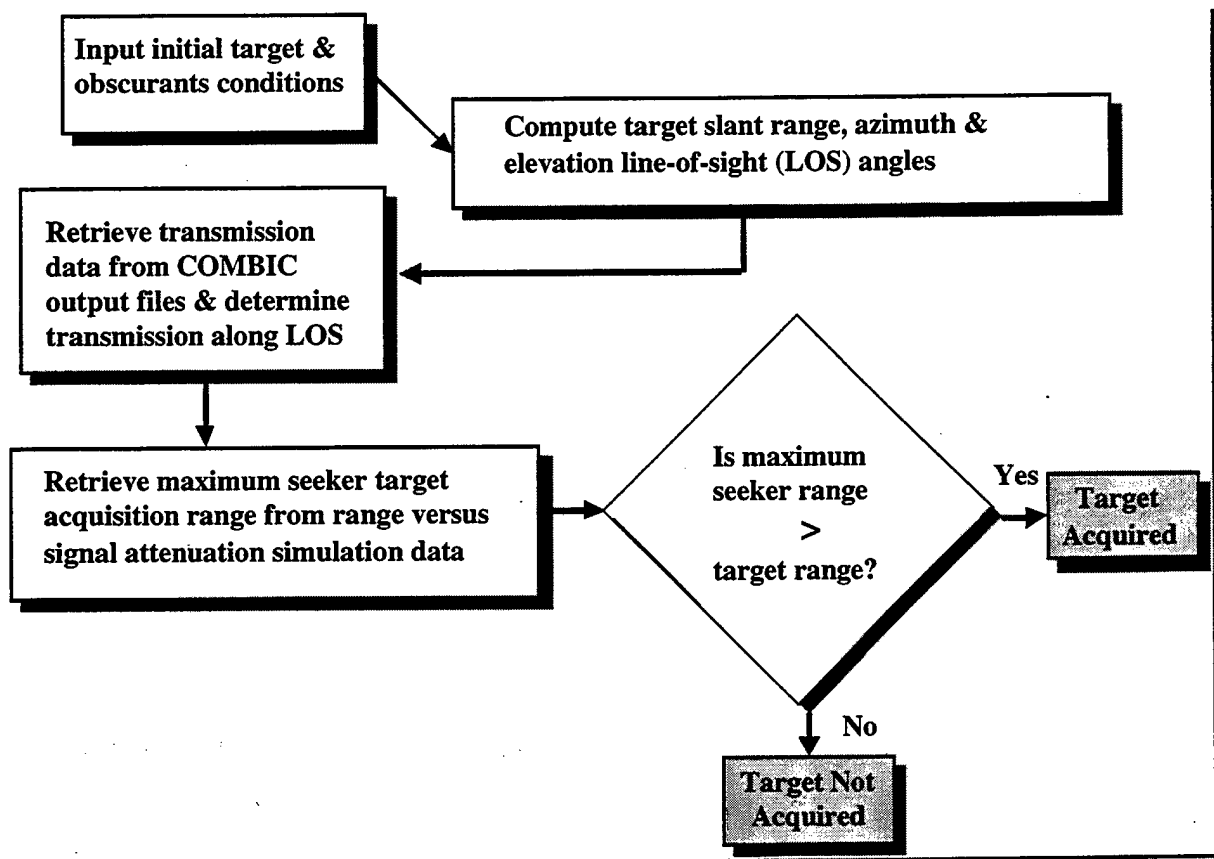 Input initial target &
obscurants conditions
Compute target slant range, azimuth &
elevation line-of-sight (LOS) angles
Retrieve transmission
data from COMBIC
output files & determine
transmission along LOS
Retrieve maximum seeker target
acquisition range from range versus
signal attenuation simulation data
Is maximum
seeker range
>
target range?
Yes
Target
Acquired
No
Target Not
Acquired